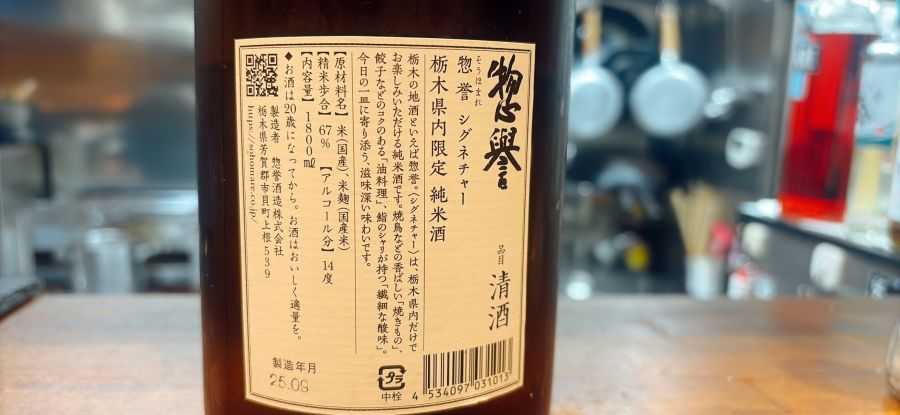 惣譽
品目 清酒
そうほまれ
惣誉 シグネチャー
栃木県内限定 純米酒
栃木の地酒といえば惣誉。〈シグネチャー〉は、栃木県内だけで
お楽しみいただける純米酒です。焼鳥などの香ばしい「焼きもの」、
餃子などのコクのある「油料理」、鮨のシャリが持つ「繊細な酸味」。
今日の一皿に寄り添う、滋味深い味わいです。
【原材料名】米(国産)、米麹(国産米)
【精米歩合】67% 【アルコール分】14度
【内容量】1800㎖
◆お酒は20歳になってから。お酒はおいしく適量を。
製造者 惣誉酒造株式会社
栃木県芳賀郡市貝町上根539
https://sohomare.co.jp/
製造年月
25.09
プラ
中栓
4 534097 031013